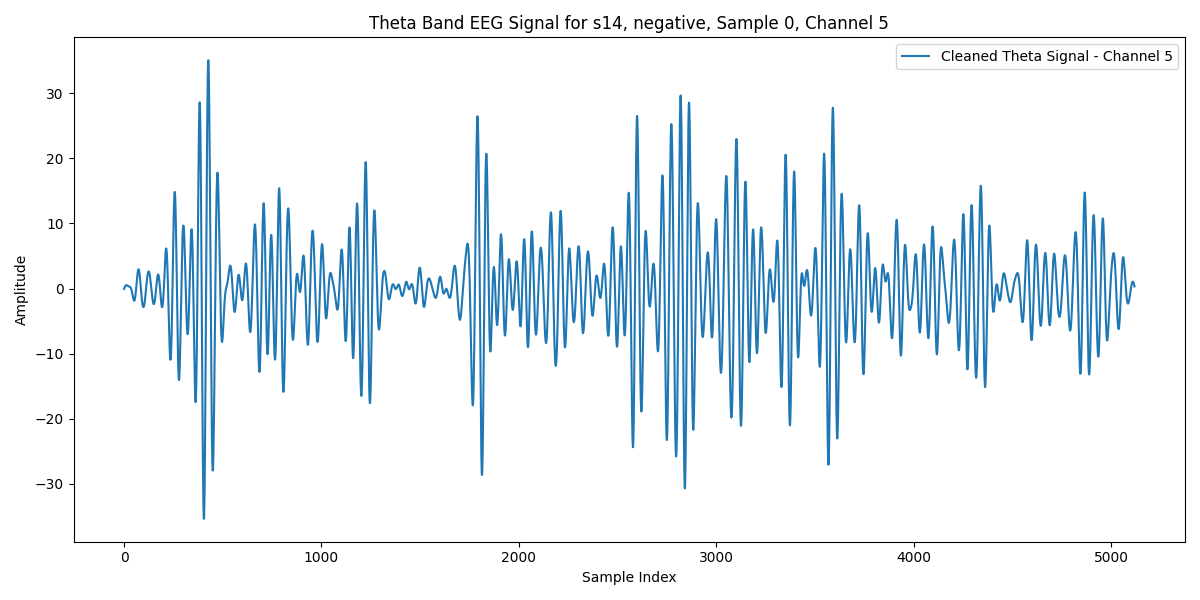 Theta Band EEG Signal for s14, negative, Sample 0, Channel 5
Cleaned Theta Signal - Channel 5
Amplitude
30
20
10
0
−10
−20
−30
0 1000 2000 3000 4000 5000
Sample Index